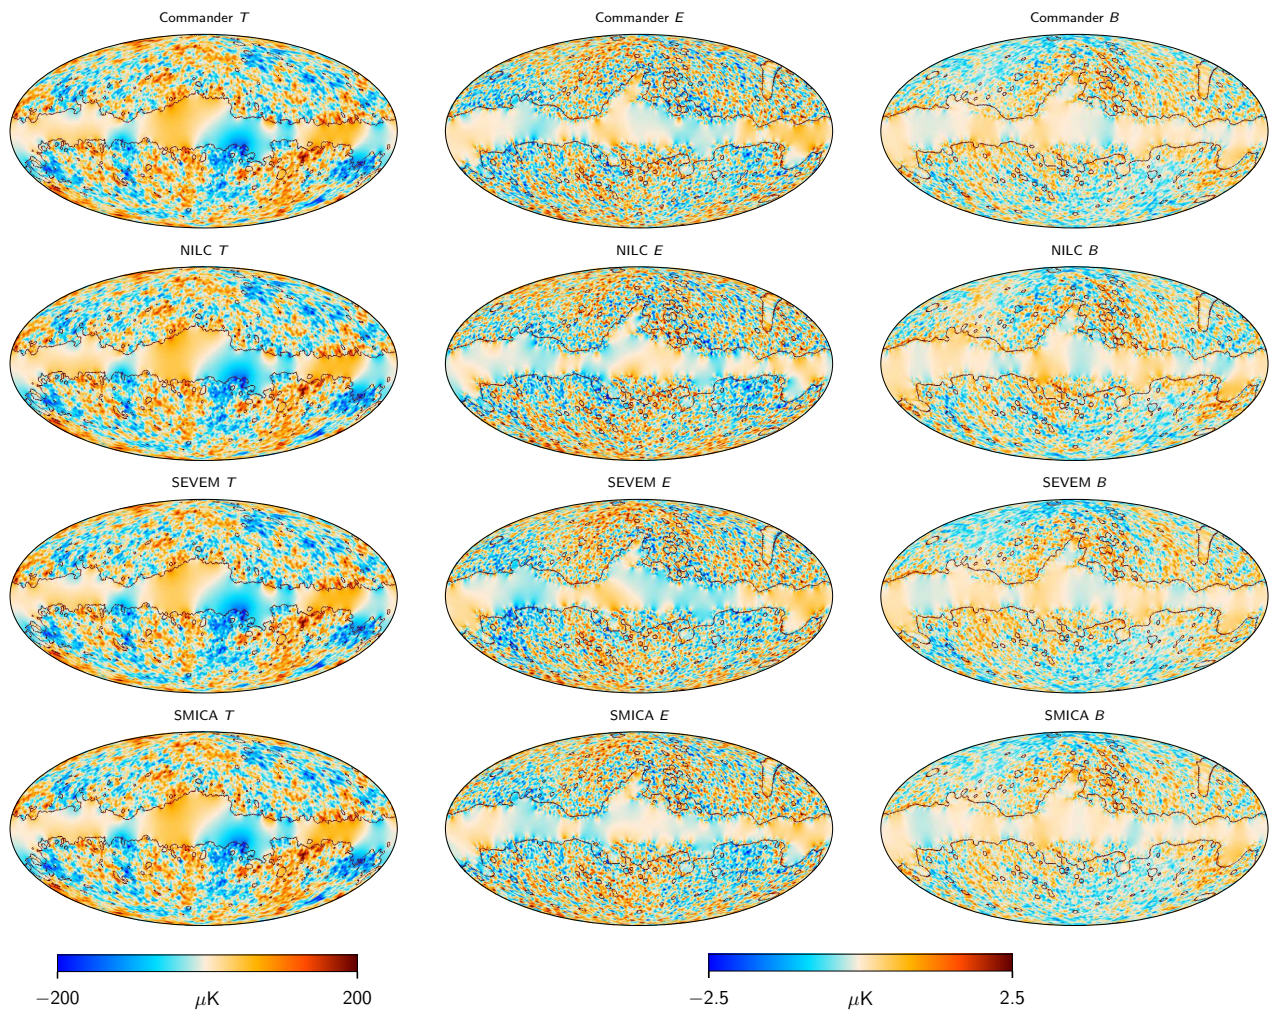 Commander T
Commander E
Commander B
NILC T
NILC E
NILC B
SEVEM T
SEVEM E
SEVEM B
SMICA T
SMICA E
SMICA B
−200 μK 200
−2.5 μK 2.5